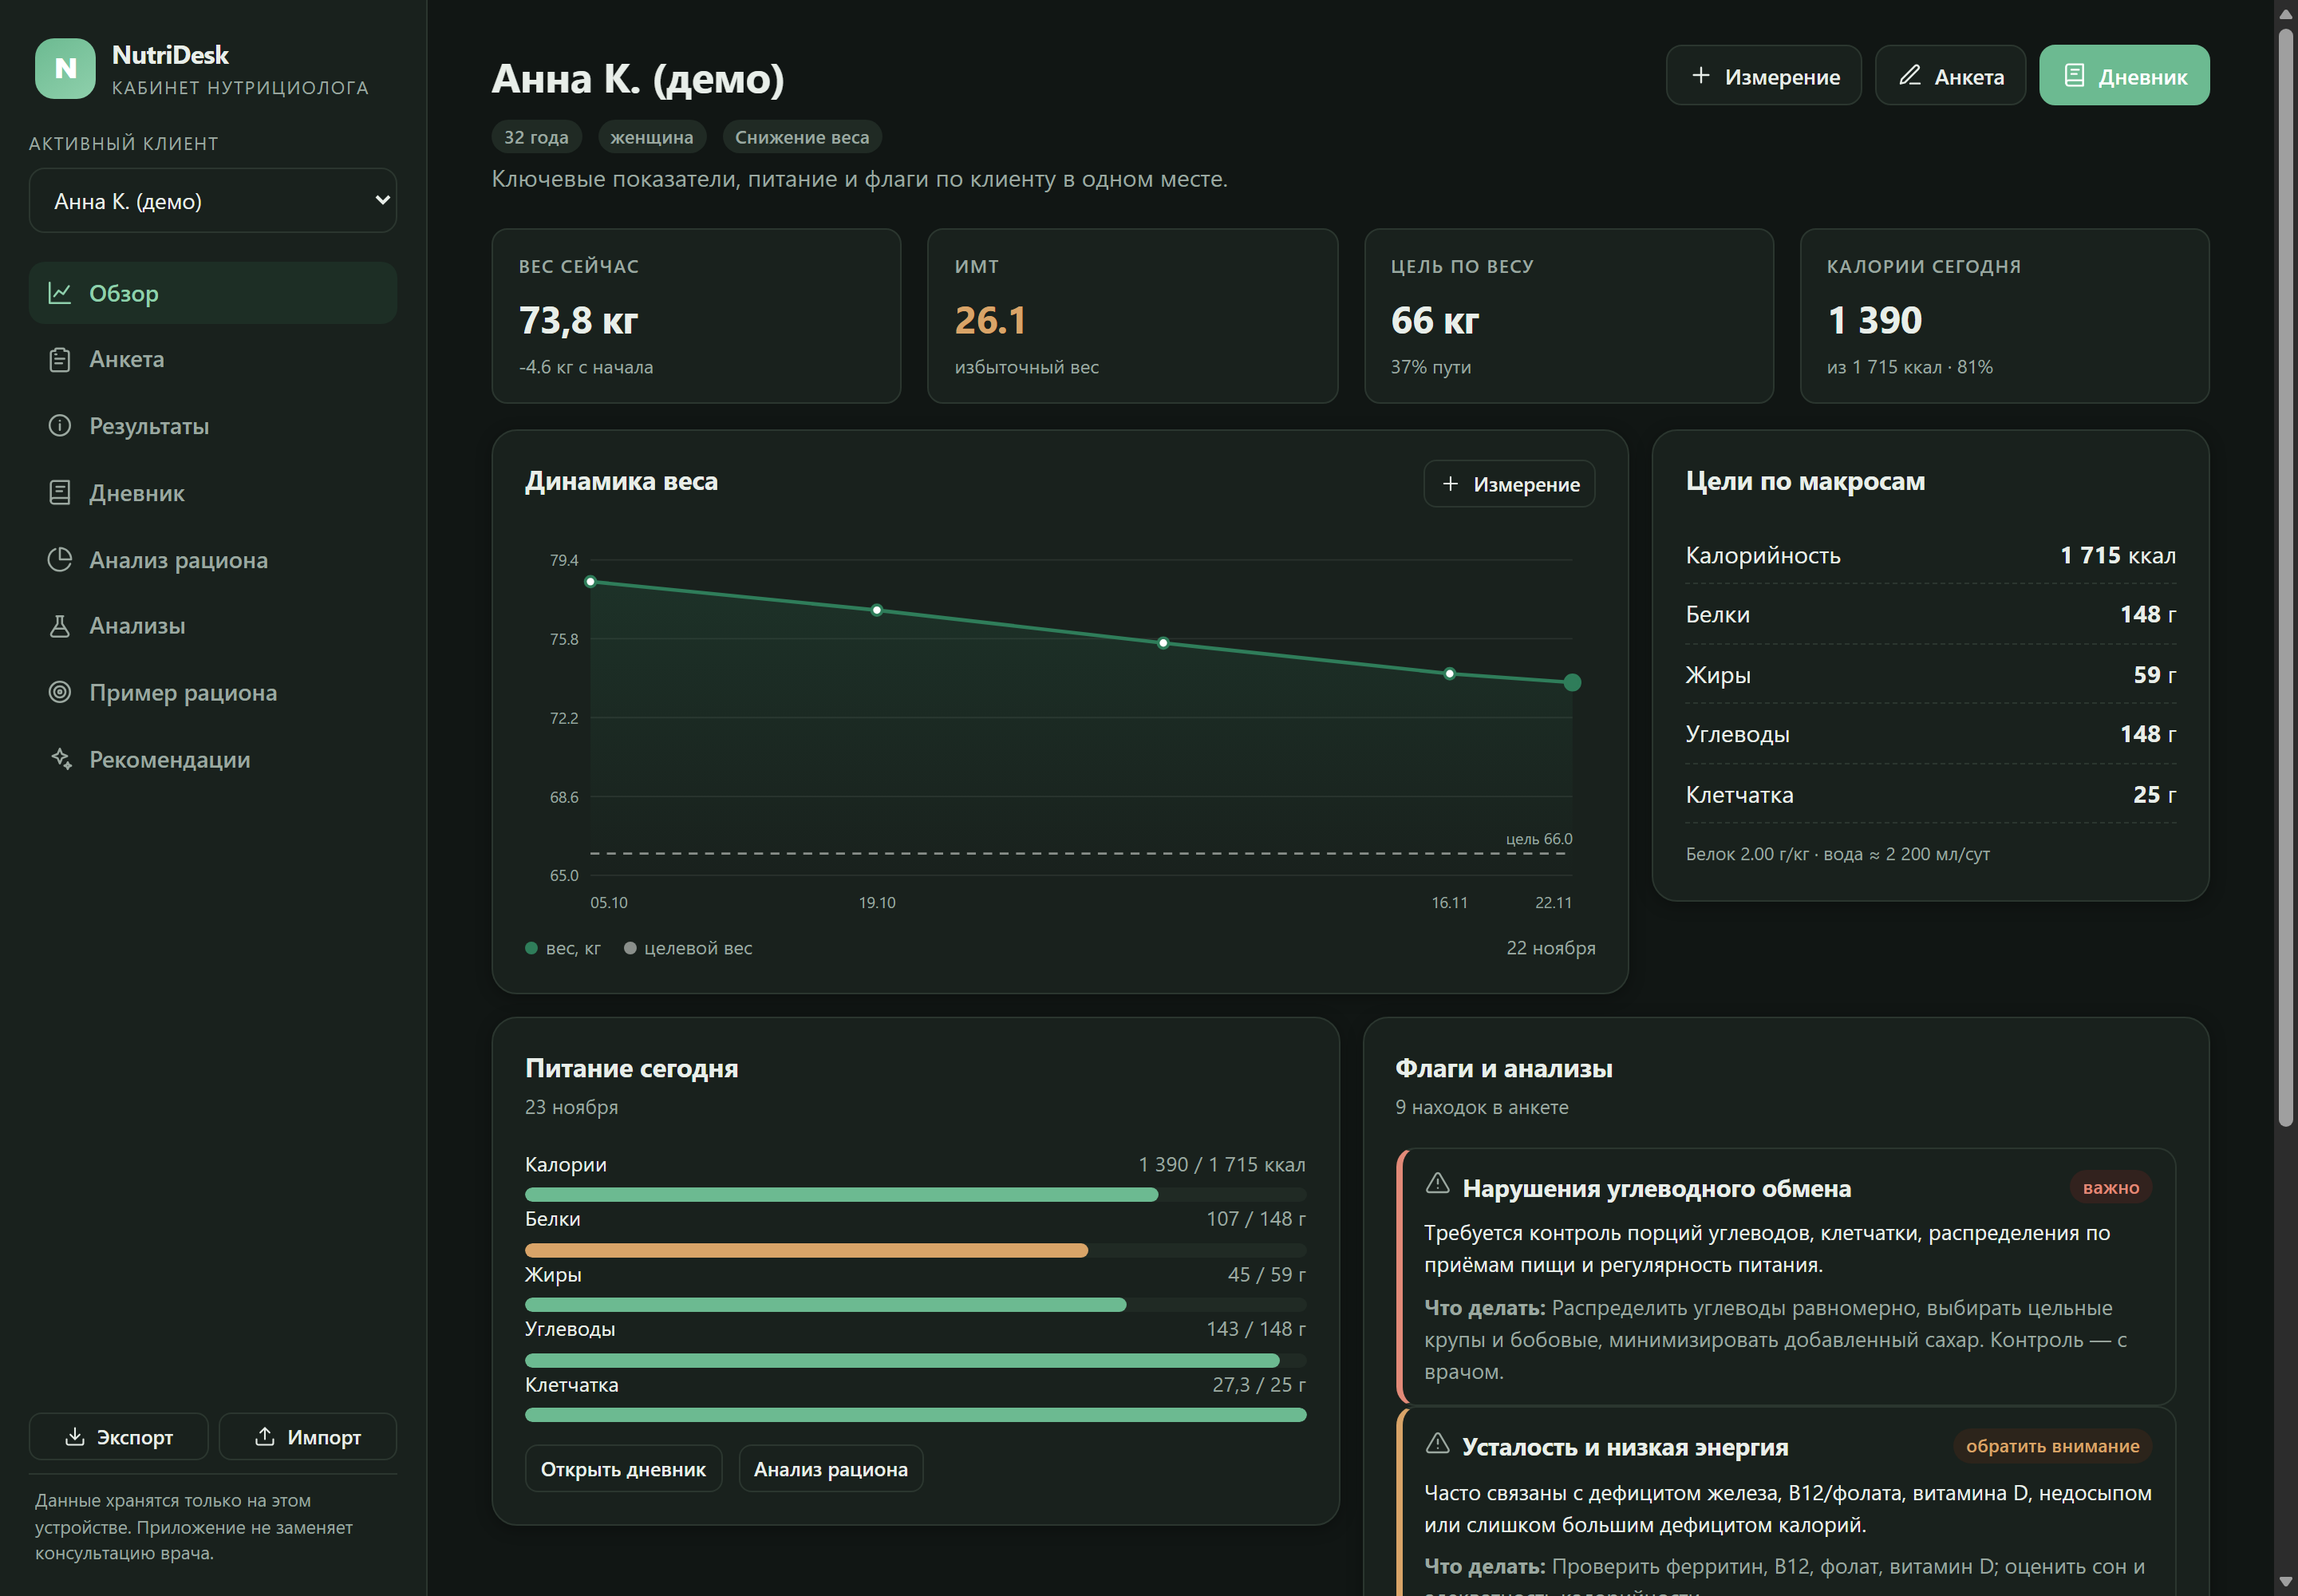 N
NutriDesk
КАБИНЕТ НУТРИЦИОЛОГА
АКТИВНЫЙ КЛИЕНТ
Анна К. (демо)
Обзор
Анкета
Результаты
Дневник
Анализ рациона
Анализы
Пример рациона
Рекомендации
Экспорт
Импорт
Данные хранятся только на этом
устройстве. Приложение не заменяет
консультацию врача.
Анна К. (демо)
Измерение
Анкета
Дневник
32 года
женщина
Снижение веса
Ключевые показатели, питание и флаги по клиенту в одном месте.
ВЕС СЕЙЧАС
73,8 кг
-4.6 кг с начала
ИМТ
26.1
избыточный вес
ЦЕЛЬ ПО ВЕСУ
66 кг
37% пути
КАЛОРИИ СЕГОДНЯ
1 390
из 1 715 ккал · 81%
Динамика веса
Измерение
79.4
75.8
72.2
68.6
65.0
цель 66.0
05.10
19.10
16.11
22.11
вес, кг
целевой вес
22 ноября
Цели по макросам
Калорийность 1 715 ккал
Белки 148 г
Жиры 59 г
Углеводы 148 г
Клетчатка 25 г
Белок 2.00 г/кг · вода ≈ 2 200 мл/сут
Питание сегодня
23 ноября
Калории 1 390 / 1 715 ккал
Белки 107 / 148 г
Жиры 45 / 59 г
Углеводы 143 / 148 г
Клетчатка 27,3 / 25 г
Открыть дневник
Анализ рациона
Флаги и анализы
9 находок в анкете
Нарушения углеводного обмена
важно
Требуется контроль порций углеводов, клетчатки, распределения по
приёмам пищи и регулярность питания.
Что делать: Распределить углеводы равномерно, выбирать цельные
крупы и бобовые, минимизировать добавленный сахар. Контроль — с
врачом.
Усталость и низкая энергия
обратить внимание
Часто связаны с дефицитом железа, B12/фолата, витамина D, недосыпом
или слишком большим дефицитом калорий.
Что делать: Проверить ферритин, B12, фолат, витамин D; оценить сон и